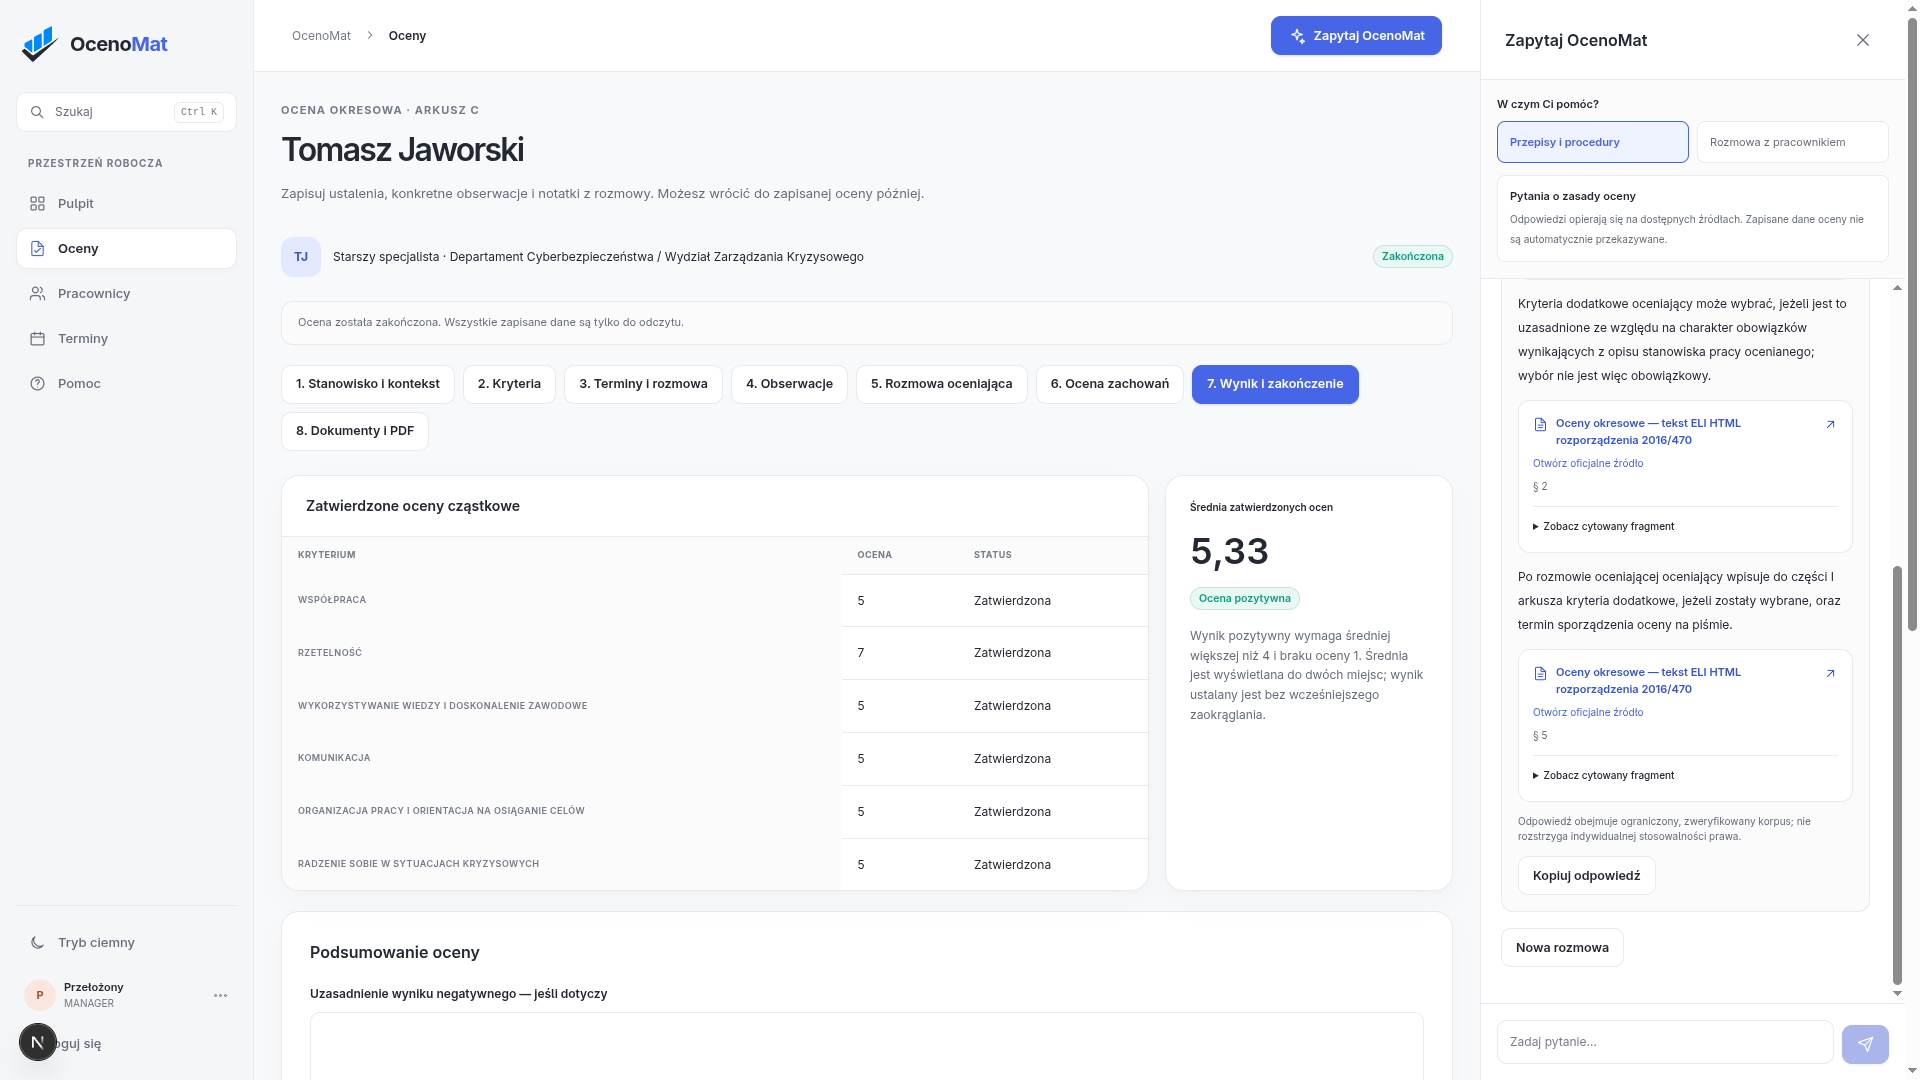 OcenoMat
Szukaj
Ctrl K
PRZESTRZEŃ ROBOCZA
Pulpit
Oceny
Pracownicy
Terminy
Pomoc
Tryb ciemny
P
Przełożony
MANAGER
N
oguj się
OcenoMat
Oceny
Zapytaj OcenoMat
OCENA OKRESOWA · ARKUSZ C
Tomasz Jaworski
Zapisuj ustalenia, konkretne obserwacje i notatki z rozmowy. Możesz wrócić do zapisanej oceny później.
TJ
Starszy specjalista · Departament Cyberbezpieczeństwa / Wydział Zarządzania Kryzysowego
Zakończona
Ocena została zakończona. Wszystkie zapisane dane są tylko do odczytu.
1. Stanowisko i kontekst
2. Kryteria
3. Terminy i rozmowa
4. Obserwacje
5. Rozmowa oceniająca
6. Ocena zachowań
7. Wynik i zakończenie
8. Dokumenty i PDF
Zatwierdzone oceny cząstkowe
KRYTERIUM OCENA STATUS
WSPÓŁPRACA 5 Zatwierdzona
RZETELNOŚĆ 7 Zatwierdzona
WYKORZYSTYWANIE WIEDZY I DOSKONALENIE ZAWODOWE 5 Zatwierdzona
KOMUNIKACJA 5 Zatwierdzona
ORGANIZACJA PRACY I ORIENTACJA NA OSIĄGANIE CELÓW 5 Zatwierdzona
RADZENIE SOBIE W SYTUACJACH KRYZYSOWYCH 5 Zatwierdzona
Średnia zatwierdzonych ocen
5,33
Ocena pozytywna
Wynik pozytywny wymaga średniej
większej niż 4 i braku oceny 1. Średnia
jest wyświetlana do dwóch miejsc; wynik
ustalany jest bez wcześniejszego
zaokrąglania.
Podsumowanie oceny
Uzasadnienie wyniku negatywnego — jeśli dotyczy
Zapytaj OcenoMat
W czym Ci pomóc?
Przepisy i procedury
Rozmowa z pracownikiem
Pytania o zasady oceny
Odpowiedzi opierają się na dostępnych źródłach. Zapisane dane oceny nie
są automatycznie przekazywane.
Kryteria dodatkowe oceniający może wybrać, jeżeli jest to
uzasadnione ze względu na charakter obowiązków
wynikających z opisu stanowiska pracy ocenianego;
wybór nie jest więc obowiązkowy.
Oceny okresowe — tekst ELI HTML
rozporządzenia 2016/470
Otwórz oficjalne źródło
§ 2
Zobacz cytowany fragment
Po rozmowie oceniającej oceniający wpisuje do części I
arkusza kryteria dodatkowe, jeżeli zostały wybrane, oraz
termin sporządzenia oceny na piśmie.
Oceny okresowe — tekst ELI HTML
rozporządzenia 2016/470
Otwórz oficjalne źródło
§ 5
Zobacz cytowany fragment
Odpowiedź obejmuje ograniczony, zweryfikowany korpus; nie
rozstrzyga indywidualnej stosowalności prawa.
Kopiuj odpowiedź
Nowa rozmowa
Zadaj pytanie...